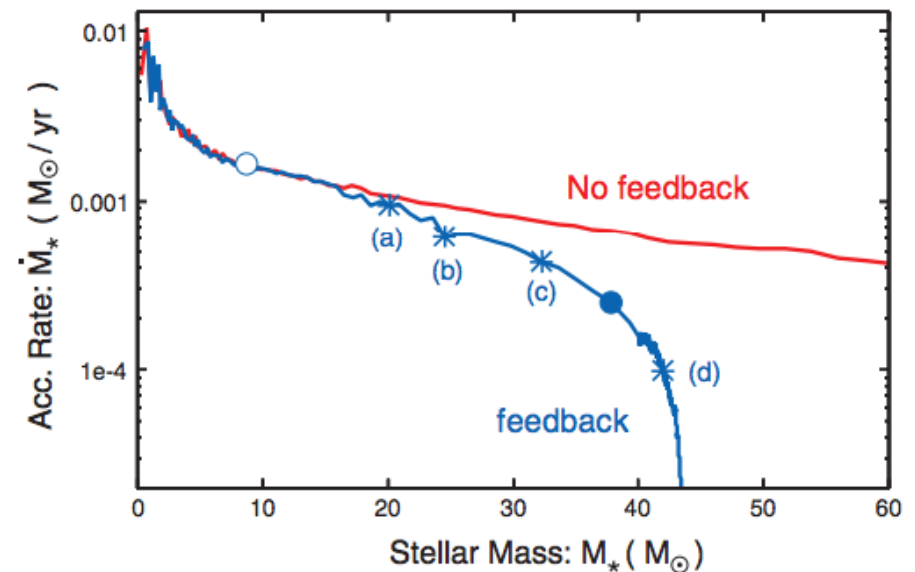 0.01
0.001
1e-4
Acc. Rate: Ṁ* ( M⊙ / yr )
No feedback
(a)
(b)
(c)
(d)
feedback
0 10 20 30 40 50 60
Stellar Mass: M* ( M⊙ )